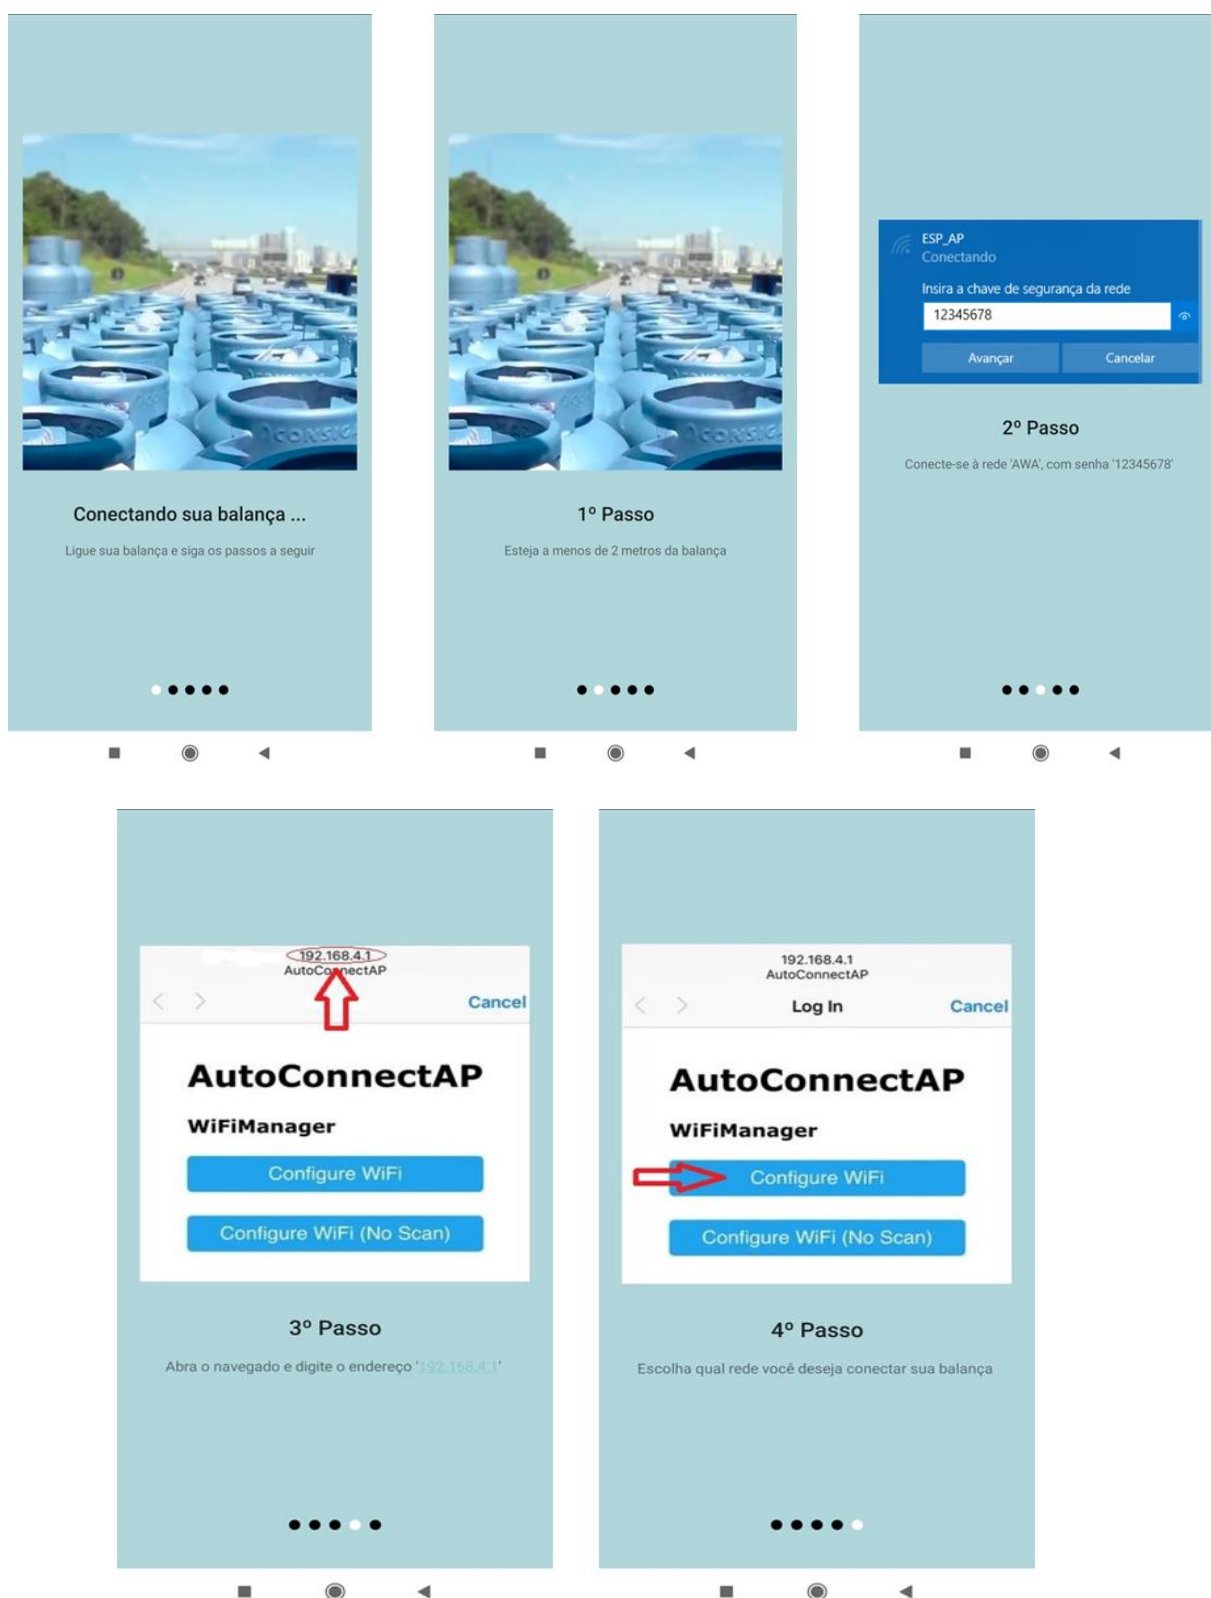 CONSIG
Conectando sua balança ...
Ligue sua balança e siga os passos a seguir
CONSIG
1º Passo
Esteja a menos de 2 metros da balança
ESP_AP
Conectando
Insira a chave de segurança da rede
12345678
Avançar Cancelar
2º Passo
Conecte-se à rede 'AWA', com senha '12345678'
192.168.4.1
AutoConnectAP
Cancel
AutoConnectAP
WiFiManager
Configure WiFi
Configure WiFi (No Scan)
3º Passo
Abra o navegado e digite o endereço '192.168.4.1'
192.168.4.1
AutoConnectAP
Log In Cancel
AutoConnectAP
WiFiManager
Configure WiFi
Configure WiFi (No Scan)
4º Passo
Escolha qual rede você deseja conectar sua balança